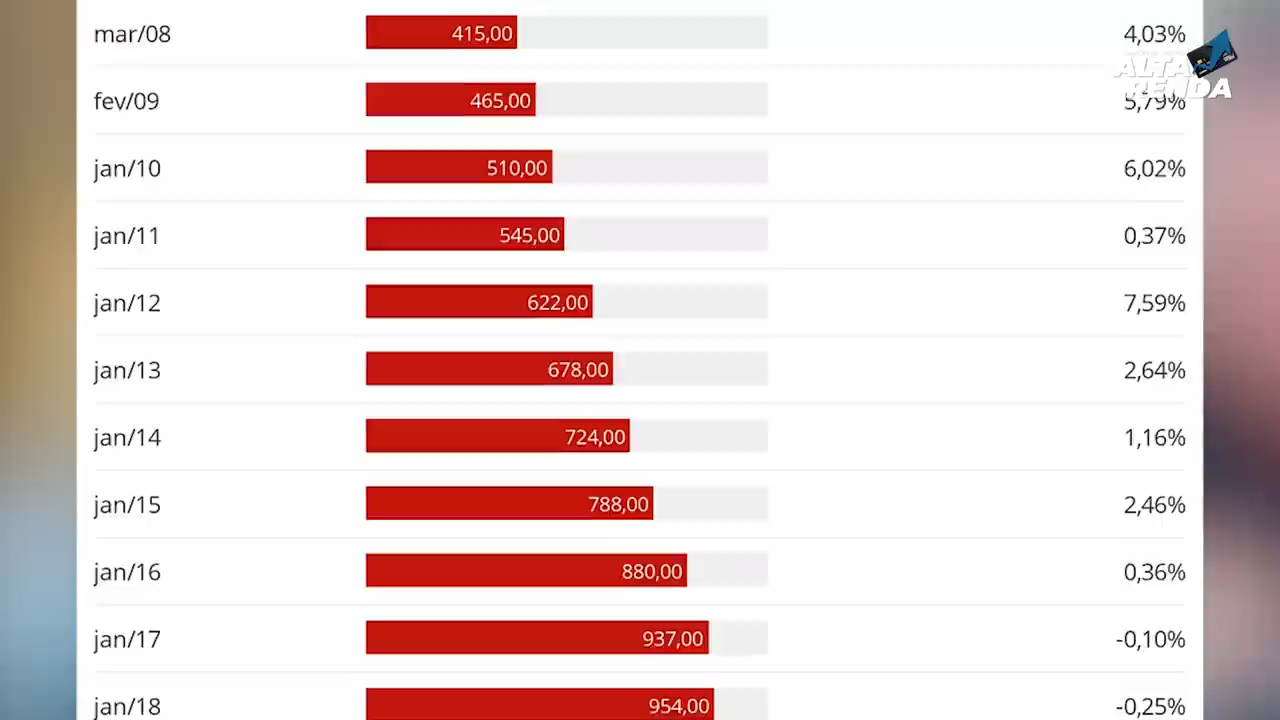 mar/08 415,00 4,03%
ALTA
fev/09 465,00 5,79%
RENDA
jan/10 510,00 6,02%
jan/11 545,00 0,37%
jan/12 622,00 7,59%
jan/13 678,00 2,64%
jan/14 724,00 1,16%
jan/15 788,00 2,46%
jan/16 880,00 0,36%
jan/17 937,00 -0,10%
jan/18 954,00 -0,25%